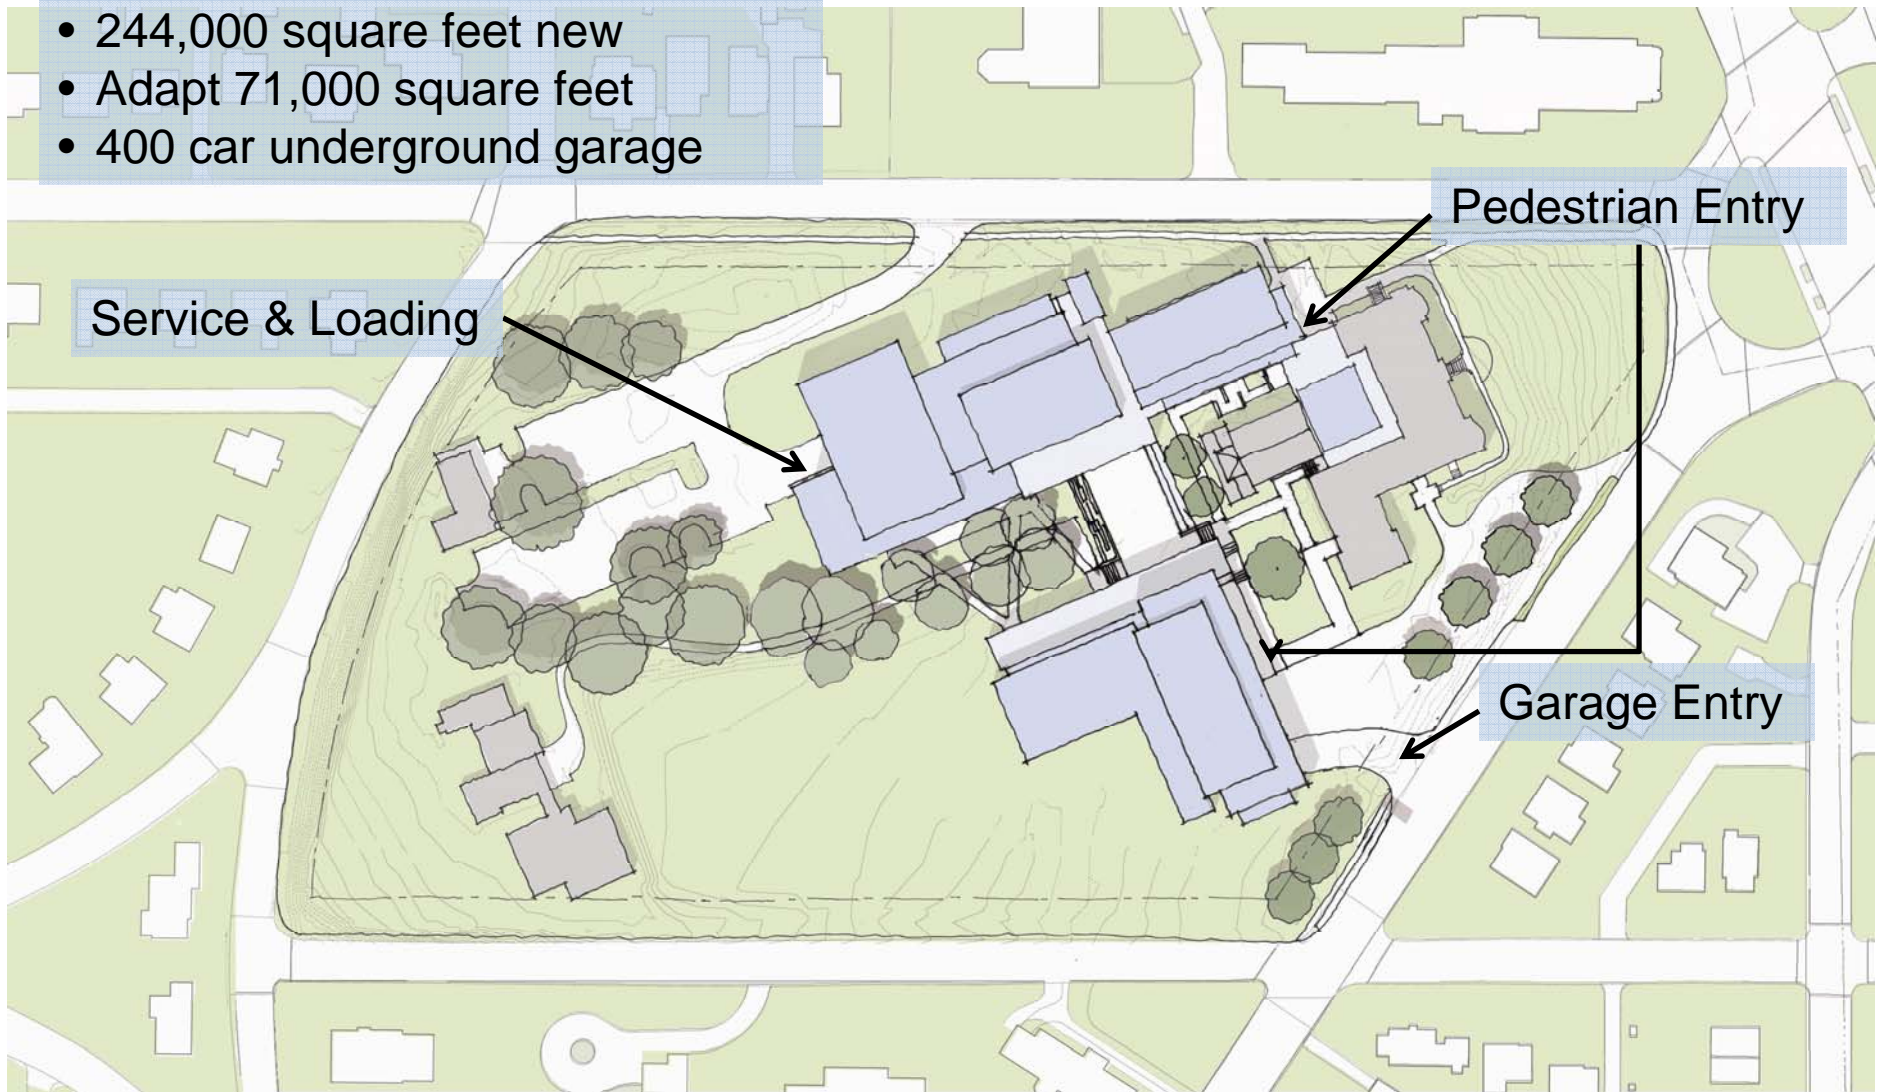 • 244,000 square feet new
• Adapt 71,000 square feet
• 400 car underground garage
Pedestrian Entry
Service & Loading
Garage Entry